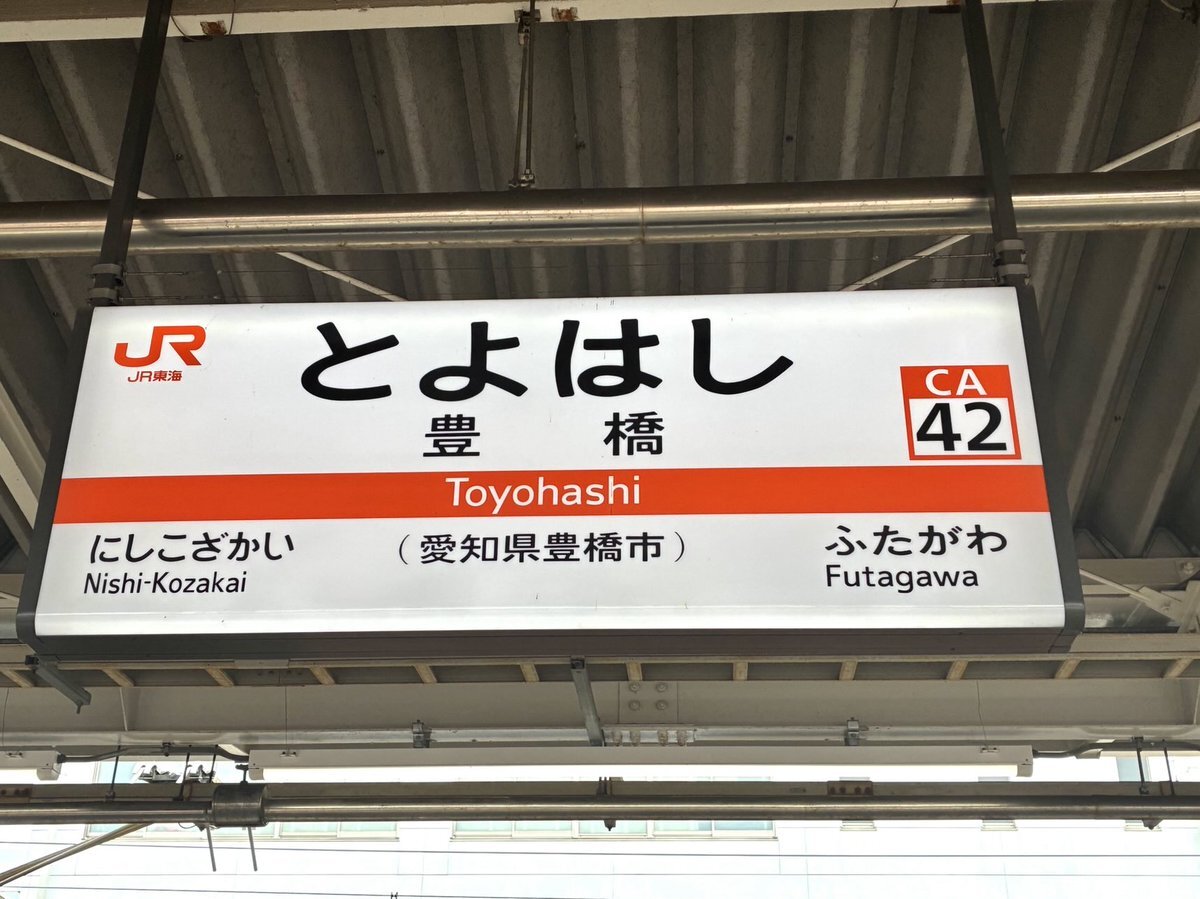 JR
JR東海
とよはし
豊橋
CA
42
Toyohashi
にしこざかい
Nishi-Kozakai
（愛知県豊橋市）
ふたがわ
Futagawa